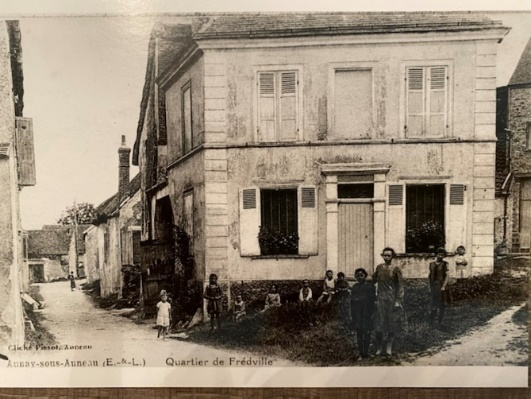 Cliché Pissot, Auneau
Aunay-sous-Auneau (E.-&-L.) Quartier de Frédville